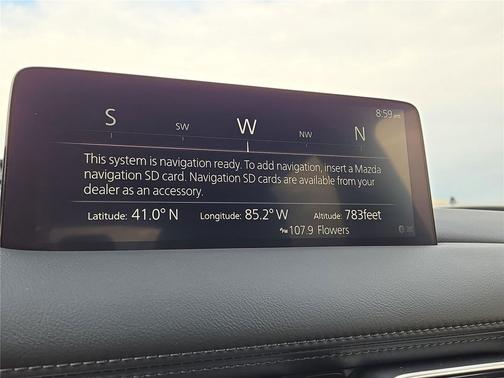 8:59
S SW W NW N
This system is navigation ready. To add navigation, insert a Mazda
navigation SD card. Navigation SD cards are available from your
dealer as an accessory.
Latitude: 41.0° N Longitude: 85.2° W Altitude: 783feet
107.9 Flowers